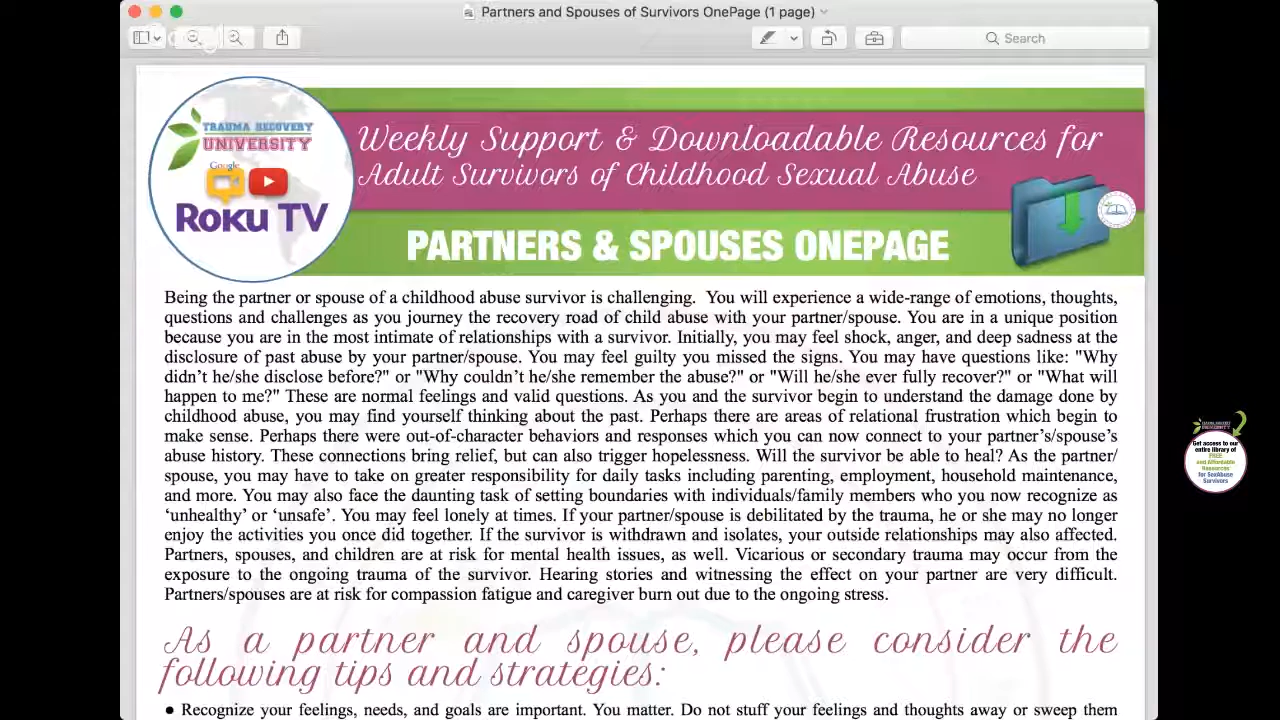 Partners and Spouses of Survivors OnePage (1 page)
Search
TRAUMA RECOVERY
UNIVERSITY
Google
Roku TV
Weekly Support & Downloadable Resources for
Adult Survivors of Childhood Sexual Abuse
PARTNERS & SPOUSES ONEPAGE
Being the partner or spouse of a childhood abuse survivor is challenging.  You will experience a wide-range of emotions, thoughts,
questions and challenges as you journey the recovery road of child abuse with your partner/spouse. You are in a unique position
because you are in the most intimate of relationships with a survivor. Initially, you may feel shock, anger, and deep sadness at the
disclosure of past abuse by your partner/spouse. You may feel guilty you missed the signs. You may have questions like: "Why
didn’t he/she disclose before?" or "Why couldn’t he/she remember the abuse?" or "Will he/she ever fully recover?" or "What will
happen to me?" These are normal feelings and valid questions. As you and the survivor begin to understand the damage done by
childhood abuse, you may find yourself thinking about the past. Perhaps there are areas of relational frustration which begin to
make sense. Perhaps there were out-of-character behaviors and responses which you can now connect to your partner’s/spouse’s
abuse history. These connections bring relief, but can also trigger hopelessness. Will the survivor be able to heal? As the partner/
spouse, you may have to take on greater responsibility for daily tasks including parenting, employment, household maintenance,
and more. You may also face the daunting task of setting boundaries with individuals/family members who you now recognize as
‘unhealthy’ or ‘unsafe’. You may feel lonely at times. If your partner/spouse is debilitated by the trauma, he or she may no longer
enjoy the activities you once did together. If the survivor is withdrawn and isolates, your outside relationships may also affected.
Partners, spouses, and children are at risk for mental health issues, as well. Vicarious or secondary trauma may occur from the
exposure to the ongoing trauma of the survivor. Hearing stories and witnessing the effect on your partner are very difficult.
Partners/spouses are at risk for compassion fatigue and caregiver burn out due to the ongoing stress.
As a partner and spouse, please consider the
following tips and strategies:
● Recognize your feelings, needs, and goals are important. You matter. Do not stuff your feelings and thoughts away or sweep them
UNIVERSITY
Get access to our
entire library of
FREE
and Affordable
Resources
for SexAbuse
Survivors